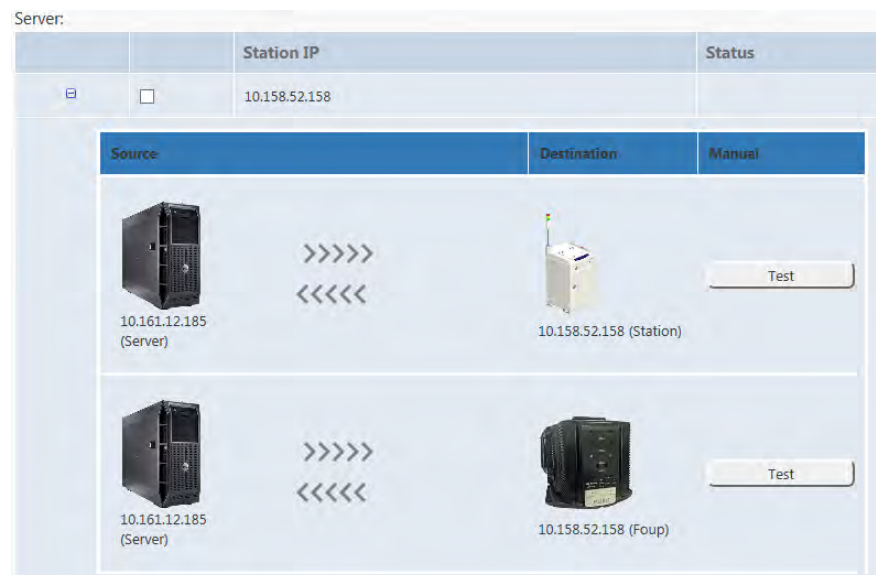 Server:
Station IP Status
10.158.52.158
Source Destination Manual
>>>>>
<<<<<
Test
10.161.12.185
(Server)
10.158.52.158 (Station)
>>>>>
<<<<<
Test
10.161.12.185
(Server)
10.158.52.158 (Foup)